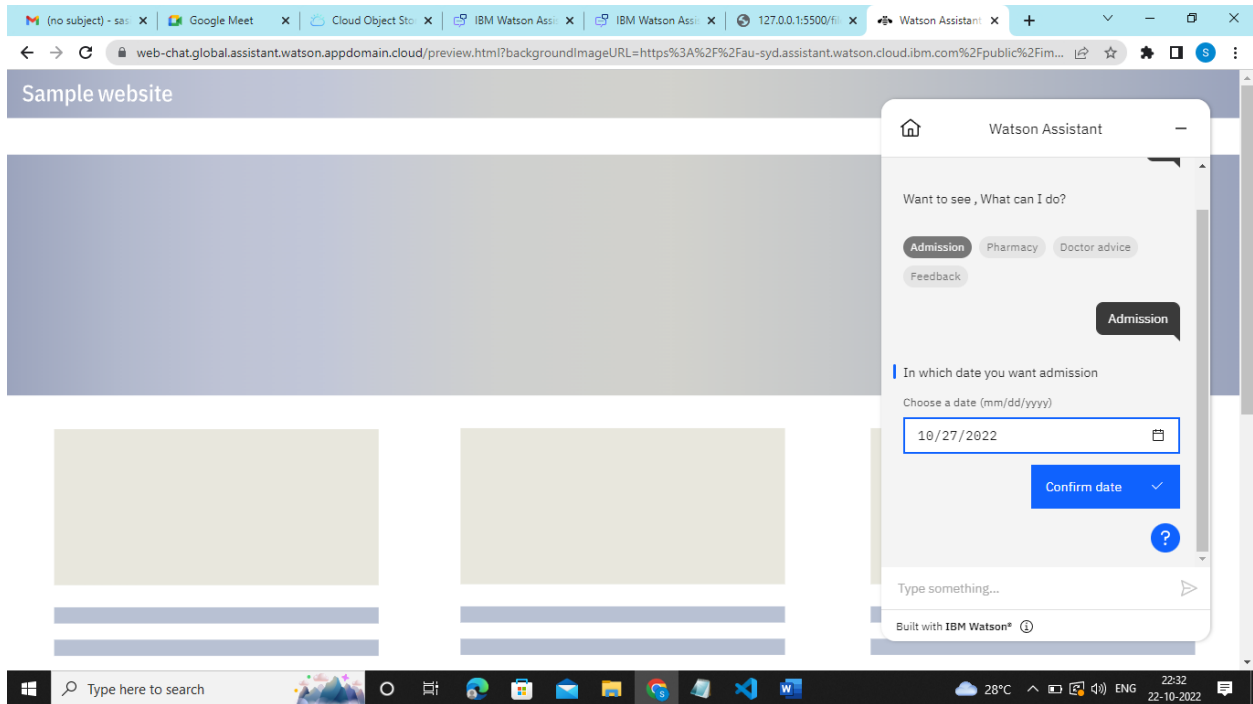 (no subject) - sas
Google Meet
Cloud Object Sto
IBM Watson Assis
IBM Watson Assis
127.0.0.1:5500/fil
Watson Assistant
web-chat.global.assistant.watson.appdomain.cloud/preview.html?backgroundImageURL=https%3A%2F%2Fau-syd.assistant.watson.cloud.ibm.com%2Fpublic%2Fim...
S
Sample website
Watson Assistant
Want to see , What can I do?
Admission Pharmacy Doctor advice
Feedback
Admission
In which date you want admission
Choose a date (mm/dd/yyyy)
10/27/2022
Confirm date
?
Type something...
Built with IBM Watson®
Type here to search
28°C ENG
22:32
22-10-2022